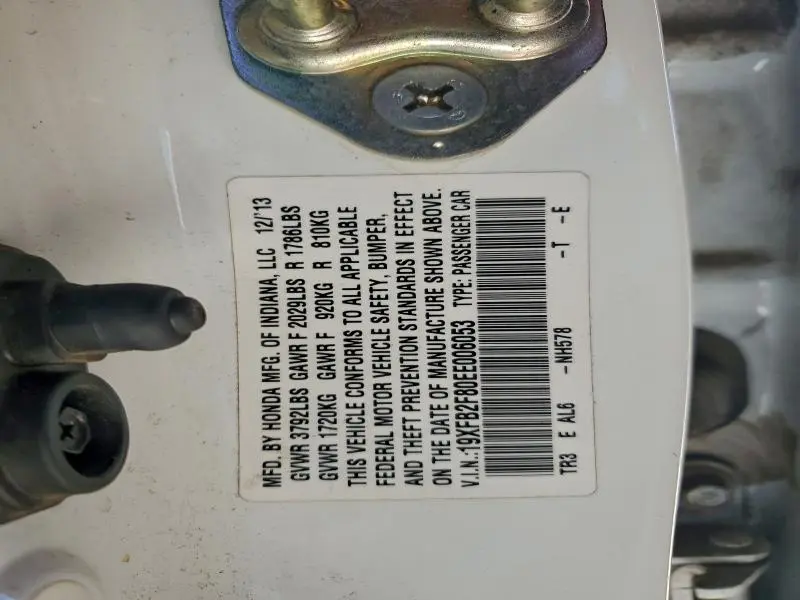 MFD. BY HONDA MFG. OF INDIANA, LLC 12/'13
GVWR 3792LBS GAWR F 2029LBS R 1786LBS
GVWR 1720KG GAWR F 920KG R 810KG
THIS VEHICLE CONFORMS TO ALL APPLICABLE
FEDERAL MOTOR VEHICLE SAFETY, BUMPER,
AND THEFT PREVENTION STANDARDS IN EFFECT
ON THE DATE OF MANUFACTURE SHOWN ABOVE.
V.I.N.:19XFB2F80EE006053 TYPE: PASSENGER CAR
TR3 E AL6 -NH578 -T -E